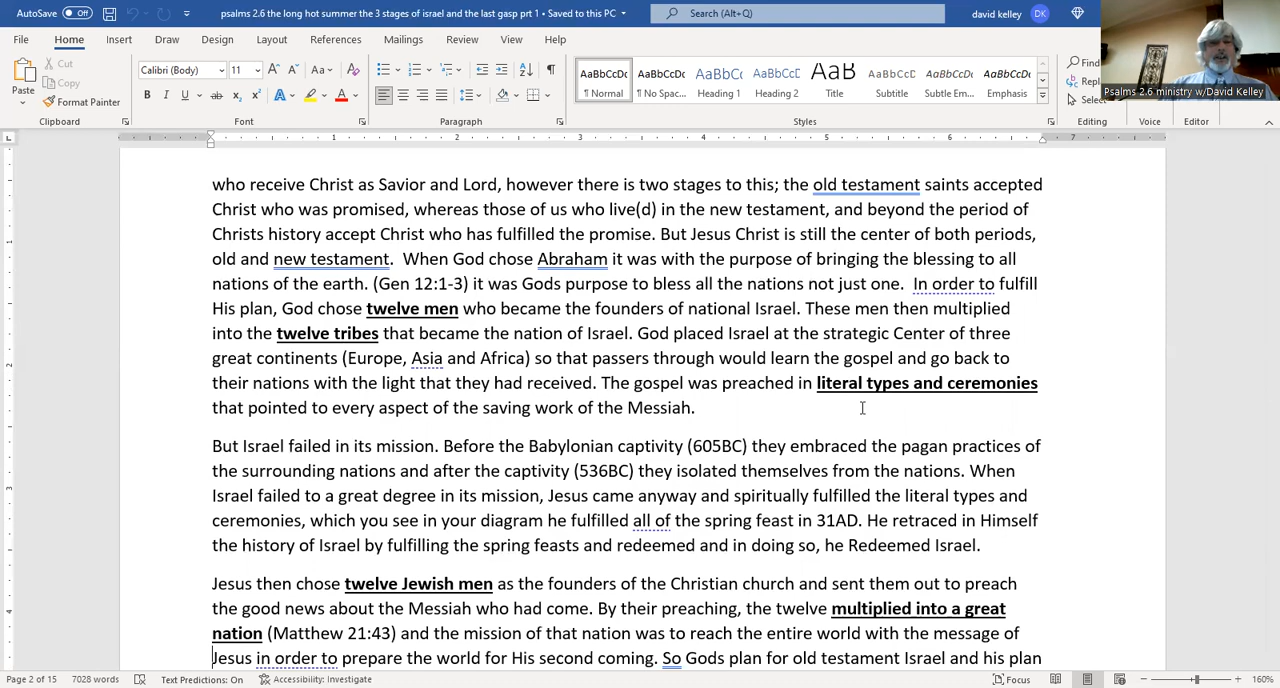 AutoSave Off psalms 2.6 the long hot summer the 3 stages of israel and the last gasp prt 1 • Saved to this PC Search (Alt+Q) david kelley DK
File Home Insert Draw Design Layout References Mailings Review View Help
Paste Cut Copy Format Painter
Calibri (Body) 11
AaBbCcDc AaBbCcDc AaBbCc AaBbCcD AaB AaBbCcD AaBbCcDc AaBbCcDc
¶ Normal ¶ No Spac... Heading 1 Heading 2 Title Subtitle Subtle Em... Emphasis
Find
Repl
Select
Psalms 2.6 ministry w/David Kelley
Clipboard Font Paragraph Styles Editing Voice Editor
1 2 3 4 5 6 7
who receive Christ as Savior and Lord, however there is two stages to this; the old testament saints accepted
Christ who was promised, whereas those of us who live(d) in the new testament, and beyond the period of
Christs history accept Christ who has fulfilled the promise. But Jesus Christ is still the center of both periods,
old and new testament. When God chose Abraham it was with the purpose of bringing the blessing to all
nations of the earth. (Gen 12:1-3) it was Gods purpose to bless all the nations not just one. In order to fulfill
His plan, God chose twelve men who became the founders of national Israel. These men then multiplied
into the twelve tribes that became the nation of Israel. God placed Israel at the strategic Center of three
great continents (Europe, Asia and Africa) so that passers through would learn the gospel and go back to
their nations with the light that they had received. The gospel was preached in literal types and ceremonies
that pointed to every aspect of the saving work of the Messiah.
But Israel failed in its mission. Before the Babylonian captivity (605BC) they embraced the pagan practices of
the surrounding nations and after the captivity (536BC) they isolated themselves from the nations. When
Israel failed to a great degree in its mission, Jesus came anyway and spiritually fulfilled the literal types and
ceremonies, which you see in your diagram he fulfilled all of the spring feast in 31AD. He retraced in Himself
the history of Israel by fulfilling the spring feasts and redeemed and in doing so, he Redeemed Israel.
Jesus then chose twelve Jewish men as the founders of the Christian church and sent them out to preach
the good news about the Messiah who had come. By their preaching, the twelve multiplied into a great
nation (Matthew 21:43) and the mission of that nation was to reach the entire world with the message of
Jesus in order to prepare the world for His second coming. So Gods plan for old testament Israel and his plan
Page 2 of 15 7028 words Text Predictions: On Accessibility: Investigate Focus 160%